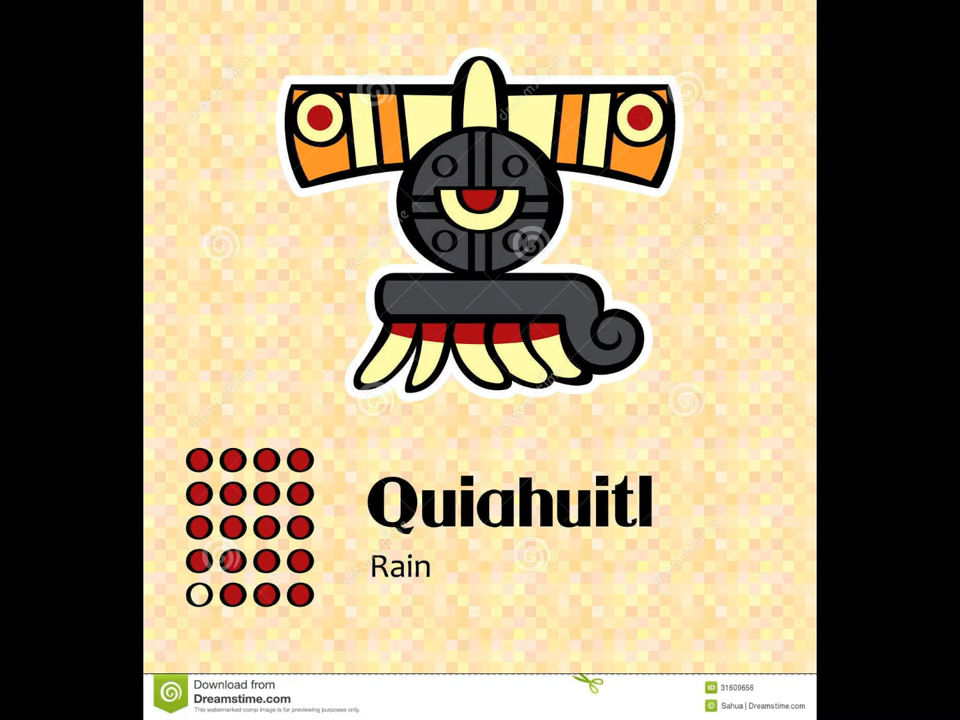 Quiahuitl
Rain
Download from
Dreamstime.com
This watermarked comp image is for previewing purposes only.
ID 31609656
Sahua | Dreamstime.com